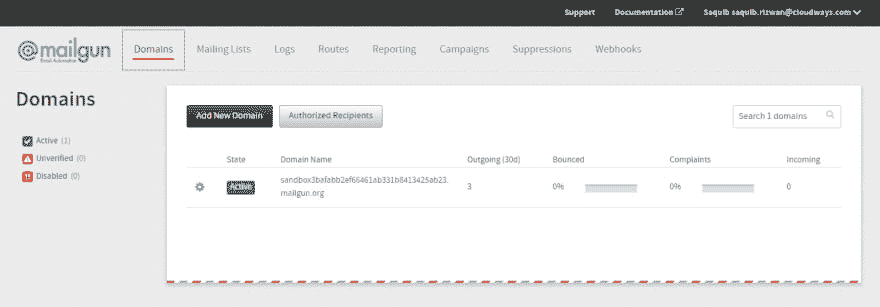 Support Documentation Saquib saquib.rizwan@cloudways.com
@mailgun Domains Mailing Lists Logs Routes Reporting Campaigns Suppressions Webhooks
Email Automation
Domains
Active (1)
Unverified (0)
Disabled (0)
Add New Domain Authorized Recipients Search 1 domains
State Domain Name Outgoing (30d) Bounced Complaints Incoming
Active sandbox3bafabb2ef66461ab331b8413425ab23. 3 0% 0% 0
mailgun.org